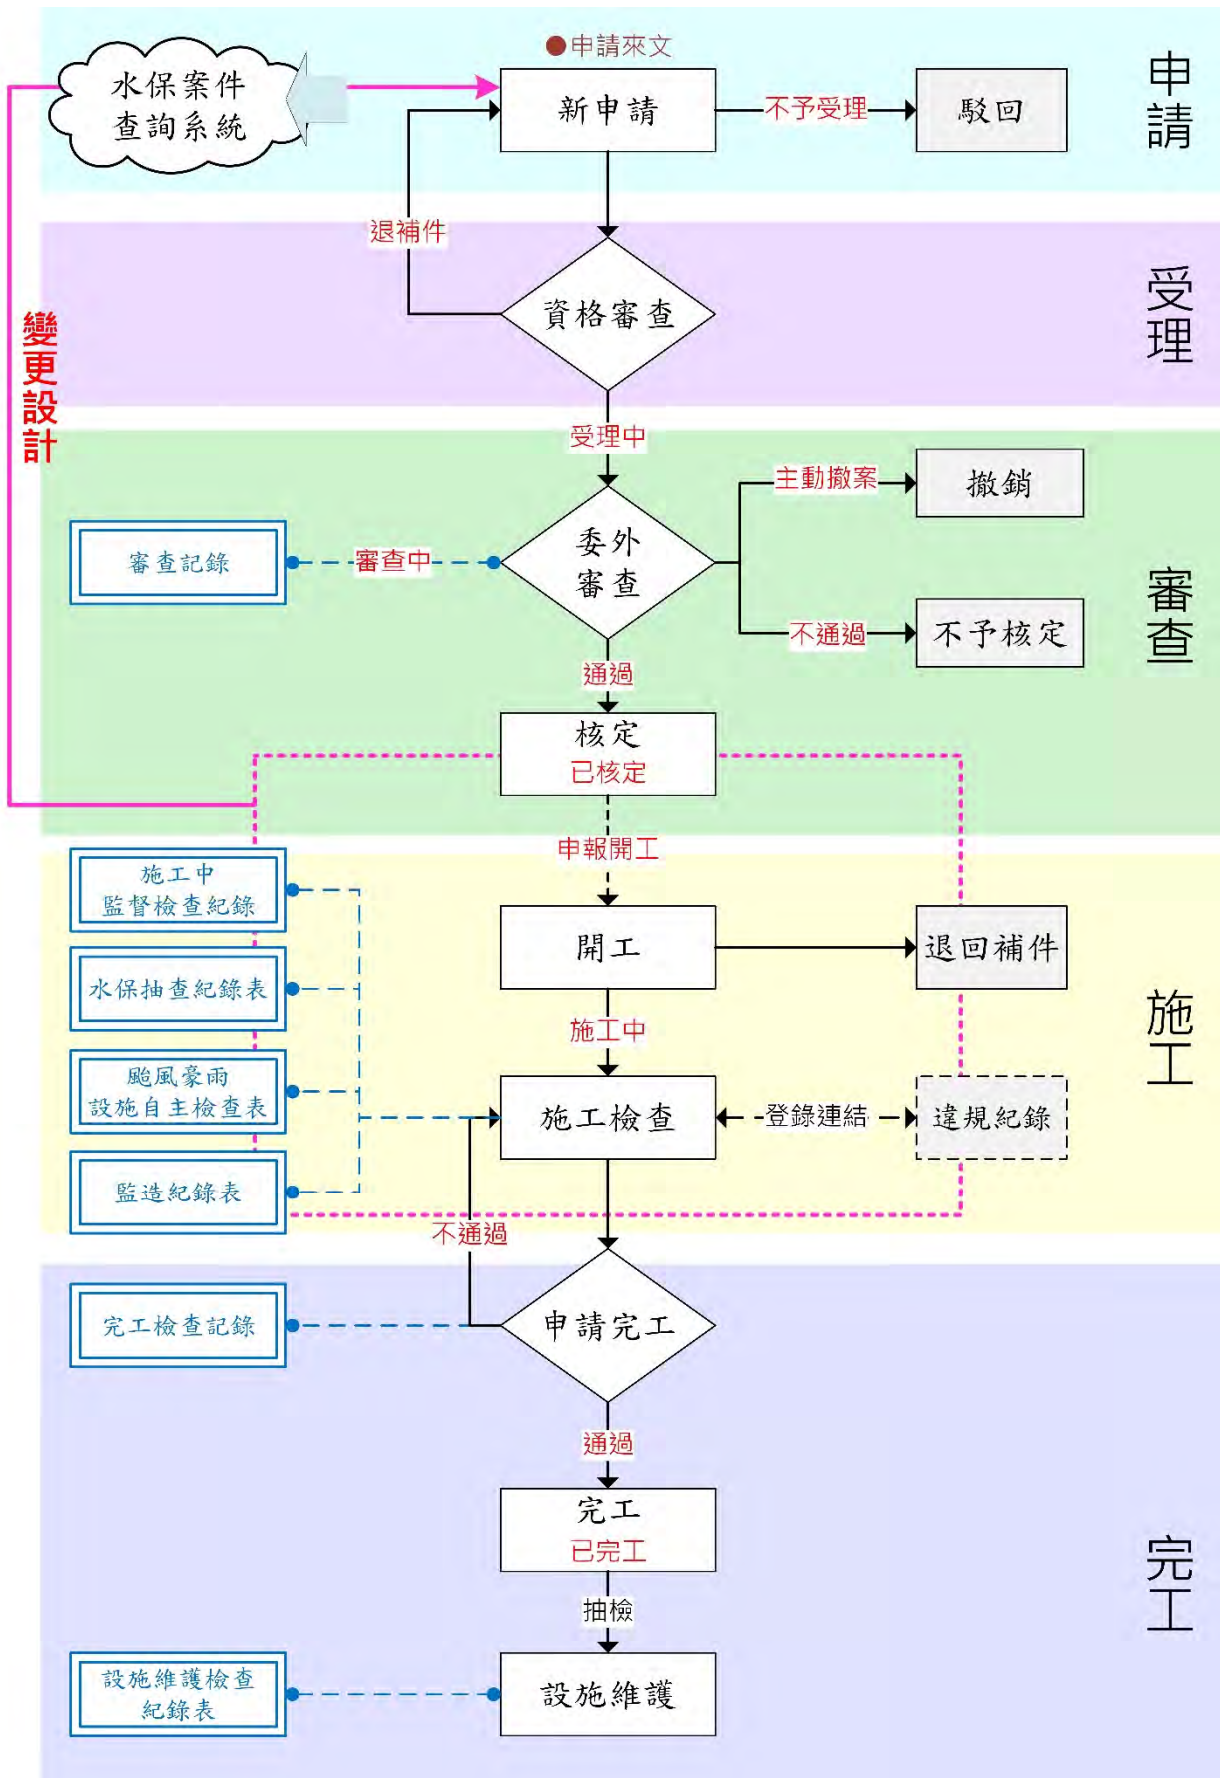 申請來文
水保案件
查詢系統
新申請
不予受理
駁回
申請
退補件
資格審查
受理
變更設計
受理中
主動撤案
撤銷
審查記錄
審查中
委外
審查
不通過
不予核定
審查
通過
核定
已核定
申報開工
施工中
監督檢查紀錄
開工
退回補件
水保抽查紀錄表
施工中
施工
颱風豪雨
設施自主檢查表
施工檢查
登錄連結
違規紀錄
監造紀錄表
不通過
完工檢查記錄
申請完工
通過
完工
已完工
完工
抽檢
設施維護檢查
紀錄表
設施維護